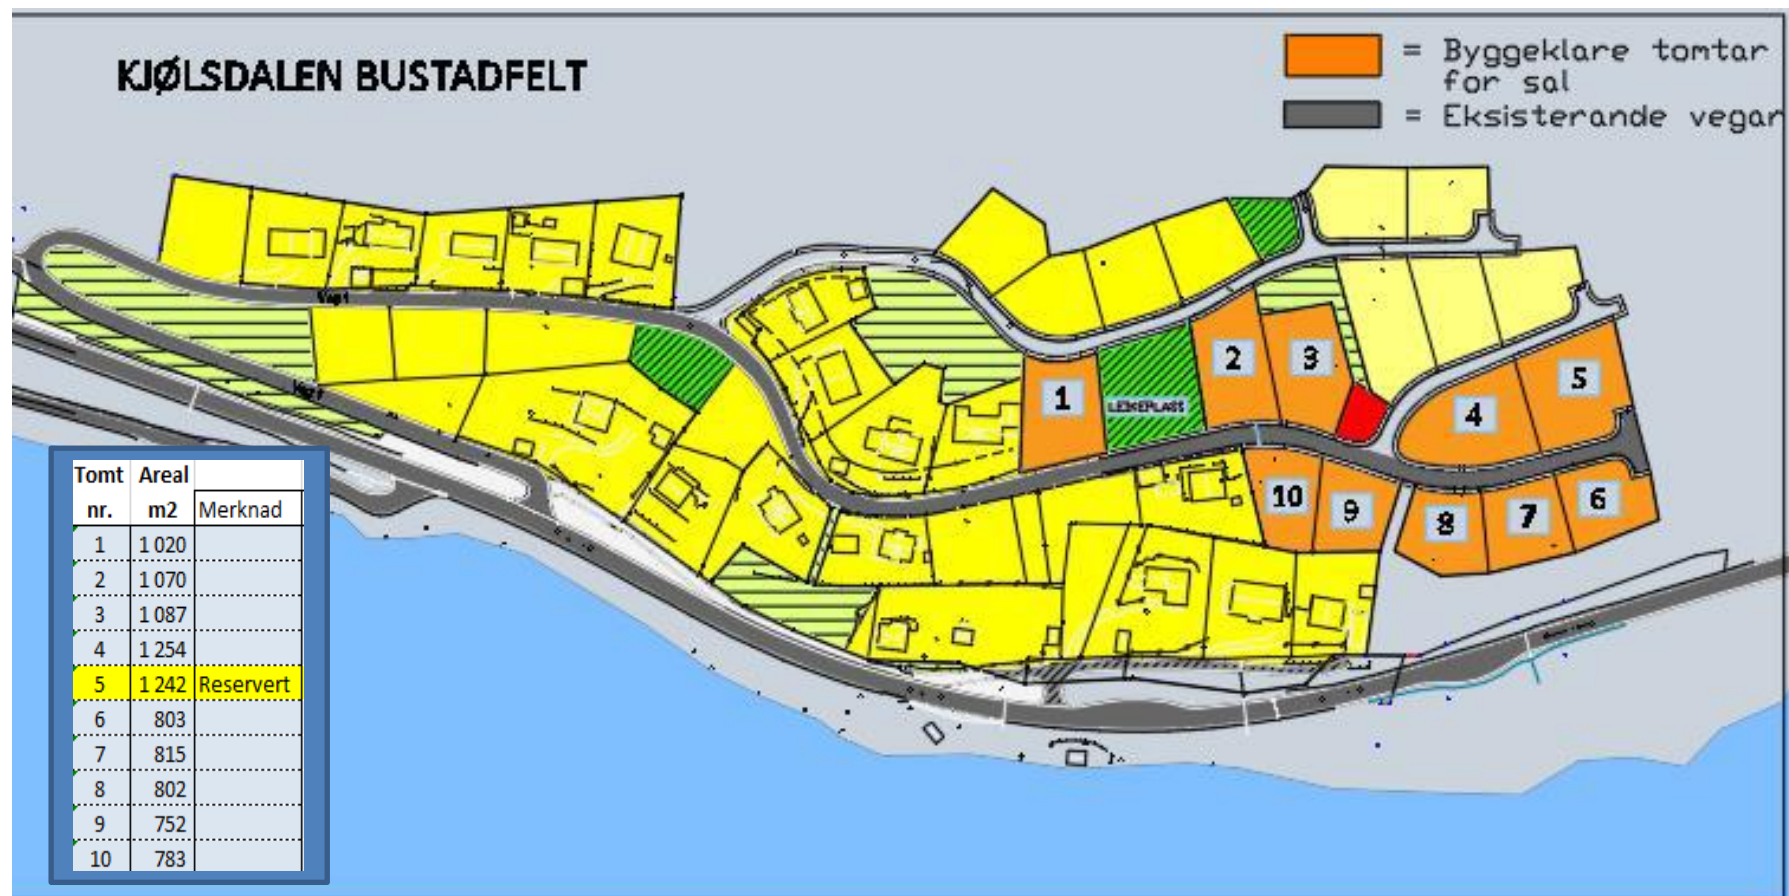 KJØLSDALEN BUSTADFELT
= Byggeklare tomtar
for sal
= Eksisterande vegar
Veg 1
2
3
5
1
LEIKEPLASS
4
10
9
8
7
6
Tomt Areal
nr. m2 Merknad
1 1 020
2 1 070
3 1 087
4 1 254
5 1 242 Reservert
6 803
7 815
8 802
9 752
10 783